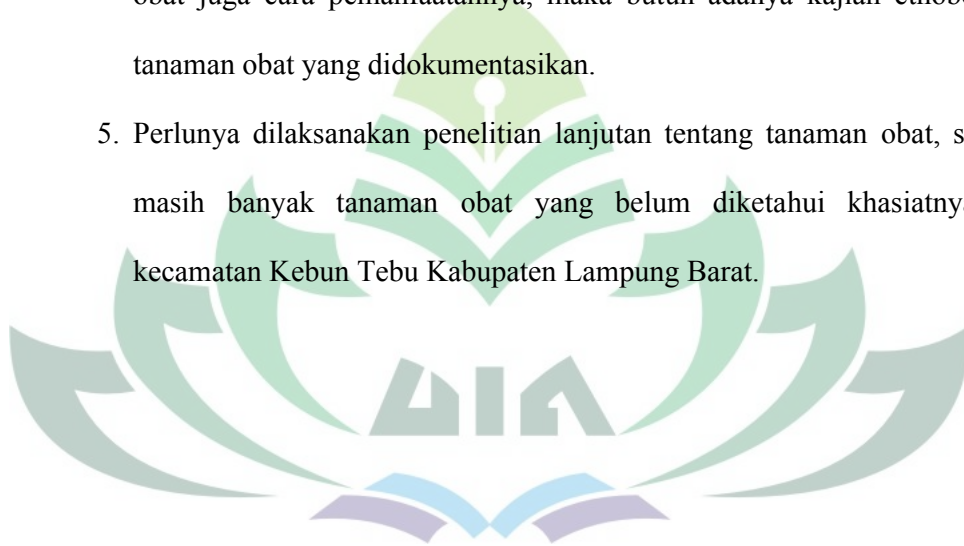 obat juga cara pemanfaatannya, maka butuh adanya kajian
tanaman obat yang didokumentasikan.
5. Perlunya dilaksanakan penelitian lanjutan tentang tanaman obat,
masih banyak tanaman obat yang belum diketahui
kecamatan Kebun Tebu Kabupaten Lampung Barat.
UIN